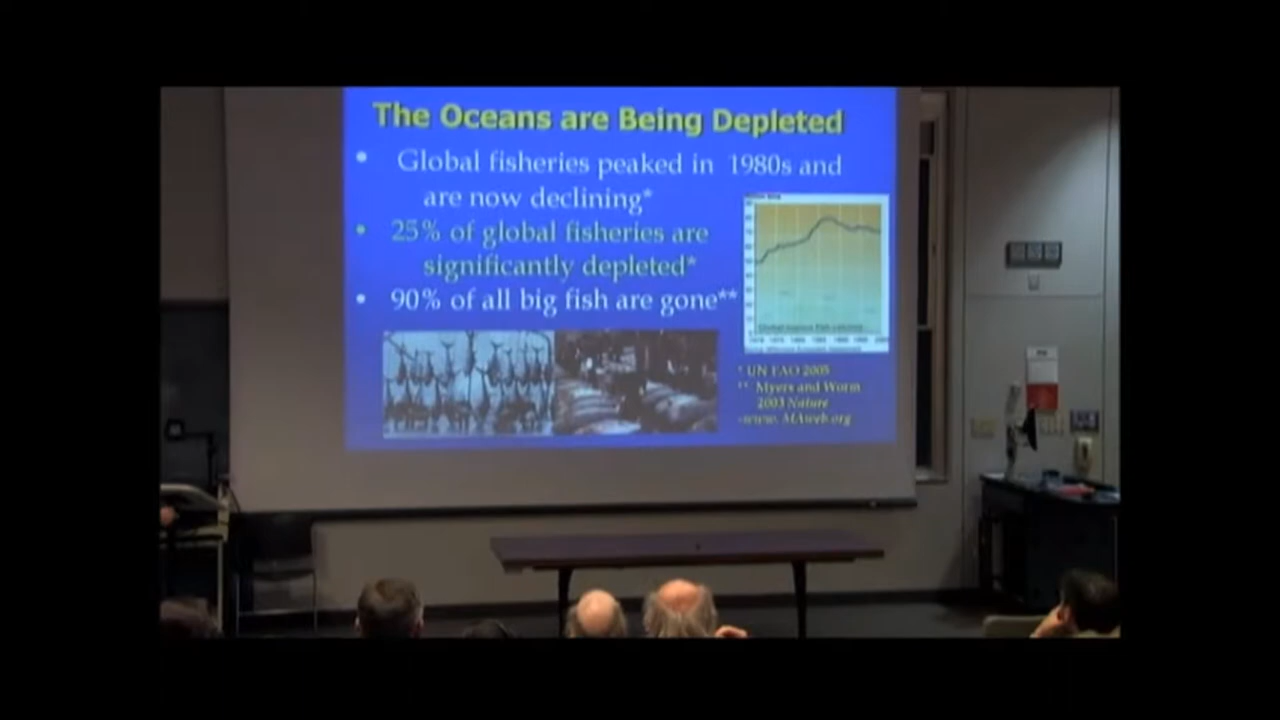 The Oceans are Being Depleted
• Global fisheries peaked in 1980s and
are now declining*
• 25% of global fisheries are
significantly depleted*
• 90% of all big fish are gone**
* UN FAO 2005
** Myers and Worm
2003 Nature
-www. MAweb.org